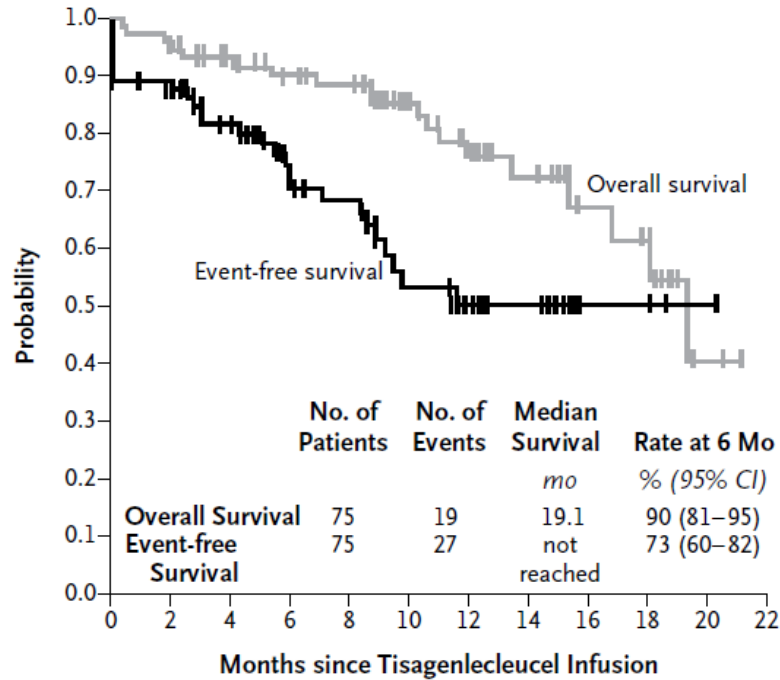 1.0
0.9
0.8
0.7
0.6
0.5
0.4
0.3
0.2
0.1
0.0
Probability
Overall survival
Event-free survival
No. of Patients No. of Events Median Survival Rate at 6 Mo
mo % (95% CI)
Overall Survival 75 19 19.1 90 (81–95)
Event-free Survival 75 27 not reached 73 (60–82)
0 2 4 6 8 10 12 14 16 18 20 22
Months since Tisagenlecleucel Infusion